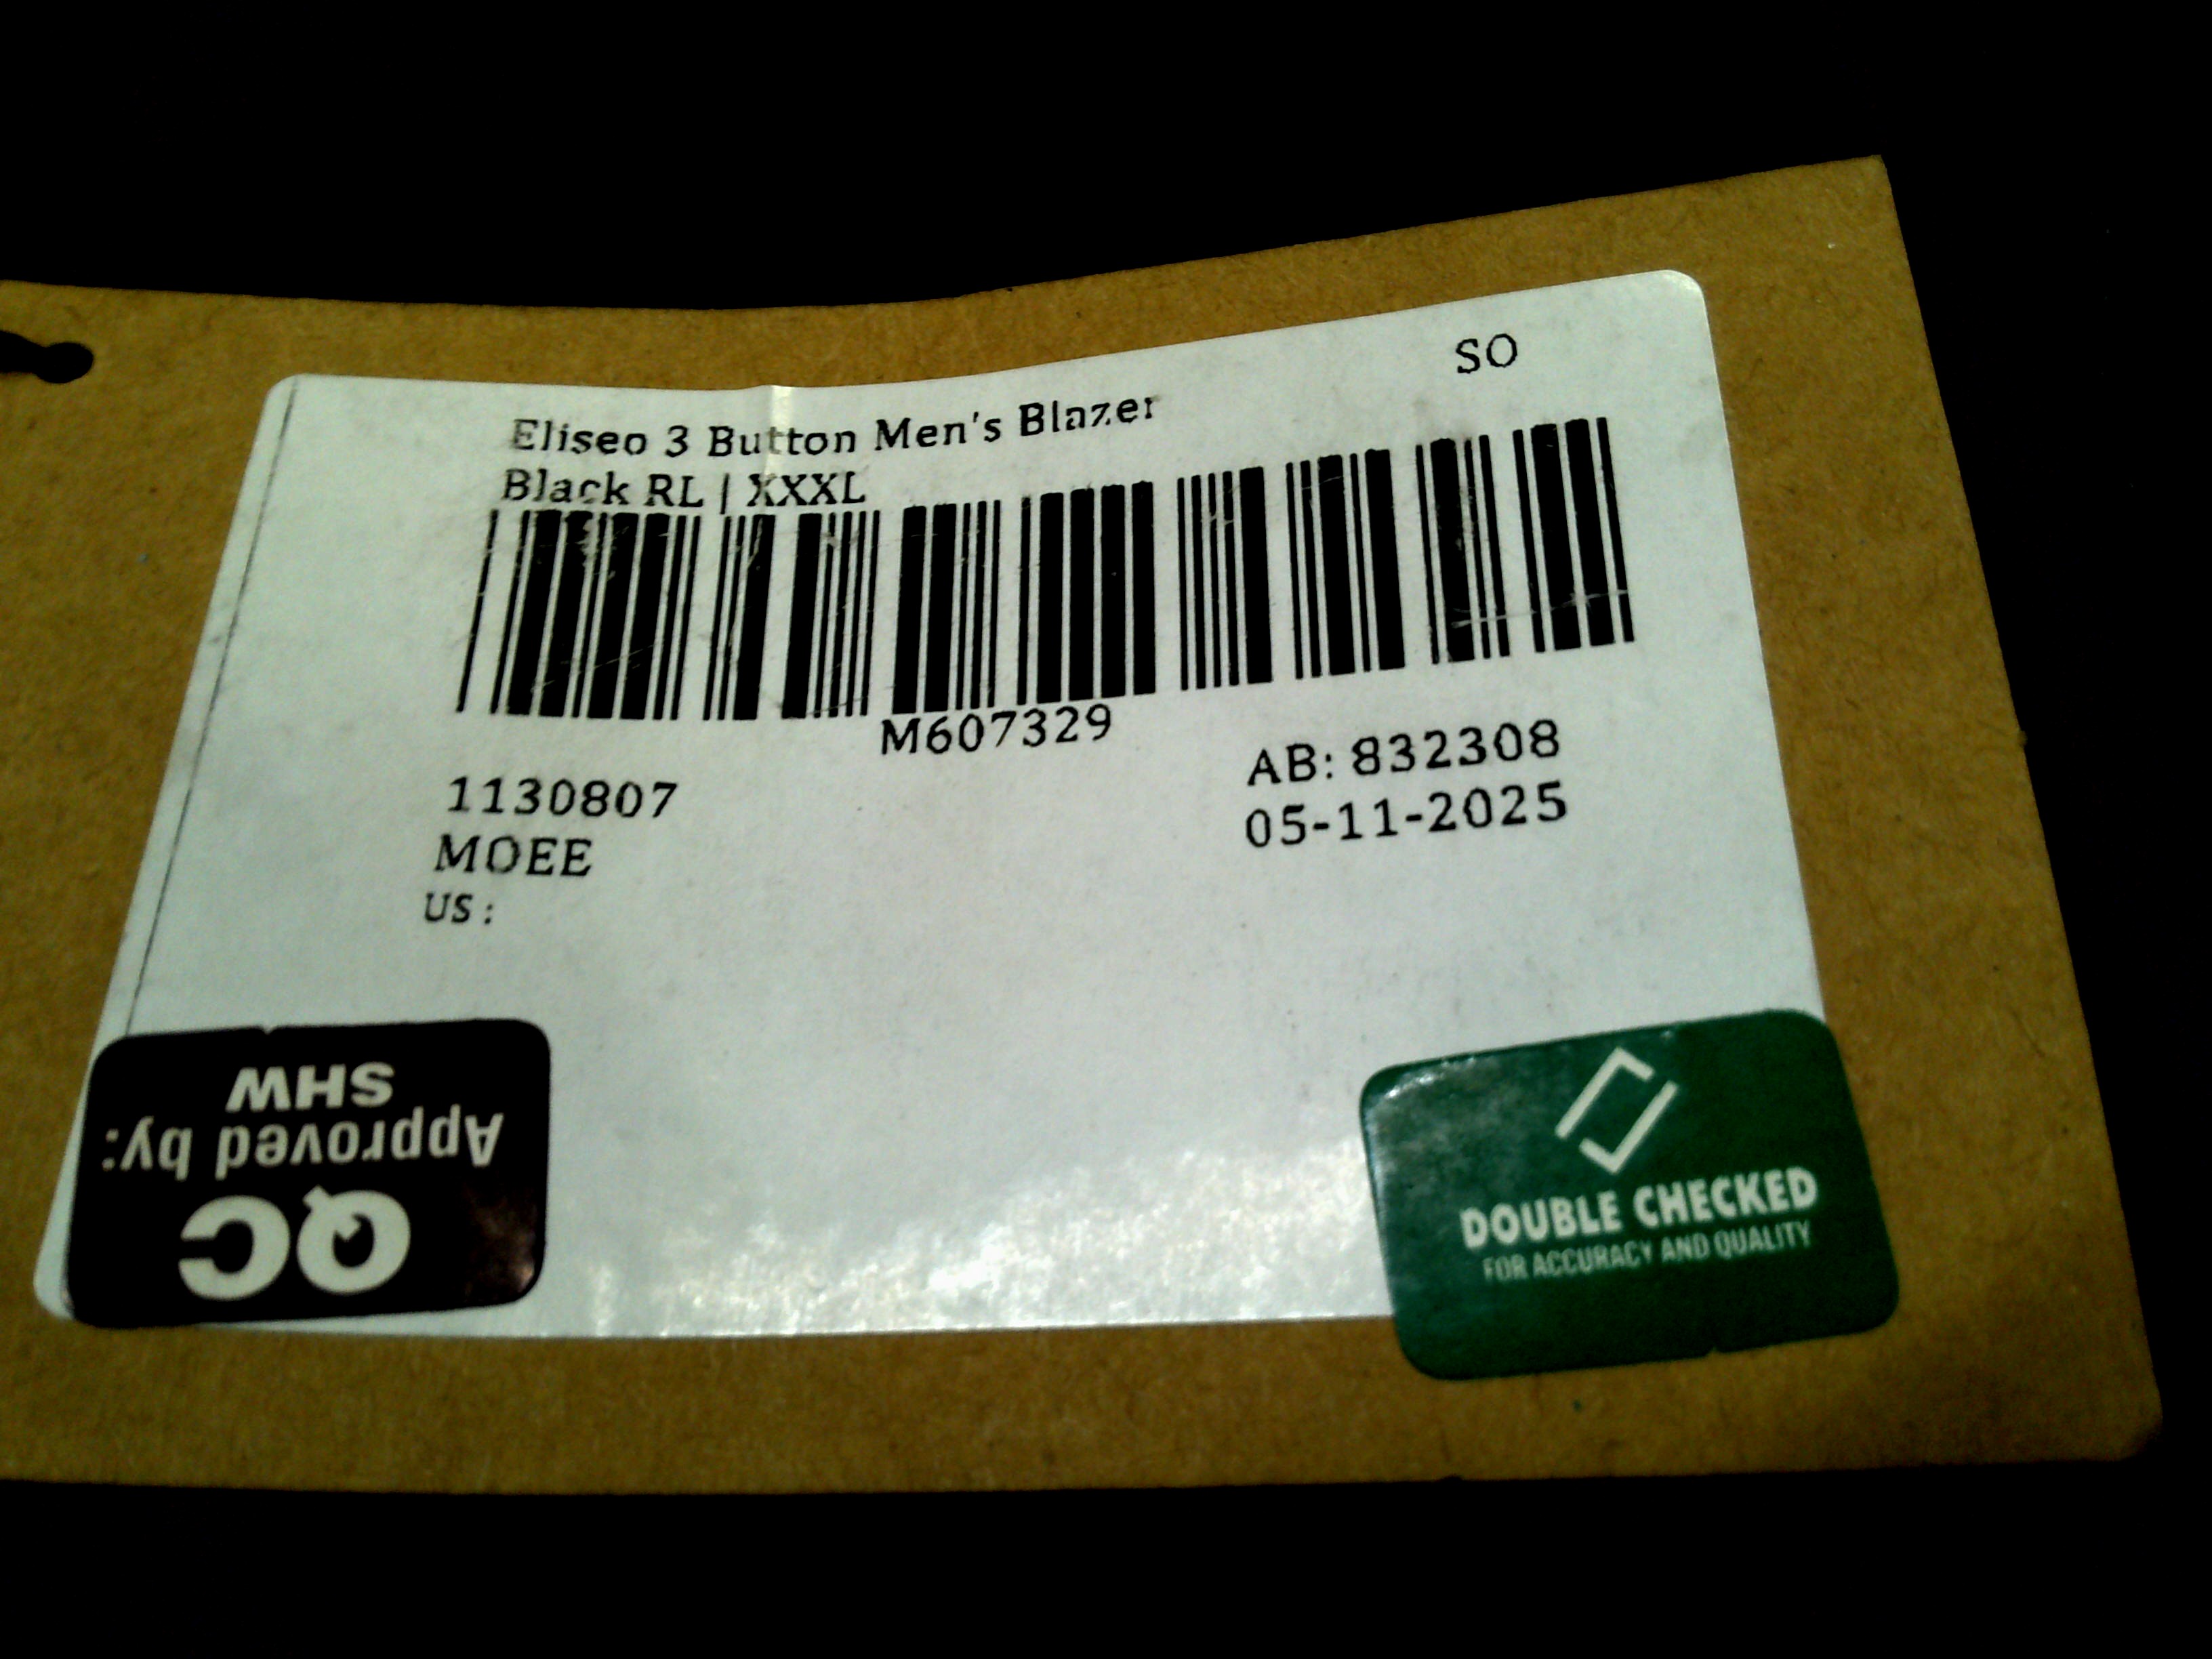 SO
Eliseo 3 Button Men's Blazer
Black RL | XXXL
M607329
1130807
MOEE
US :
AB: 832308
05-11-2025
QC
Approved by:
SHW
DOUBLE CHECKED
FOR ACCURACY AND QUALITY